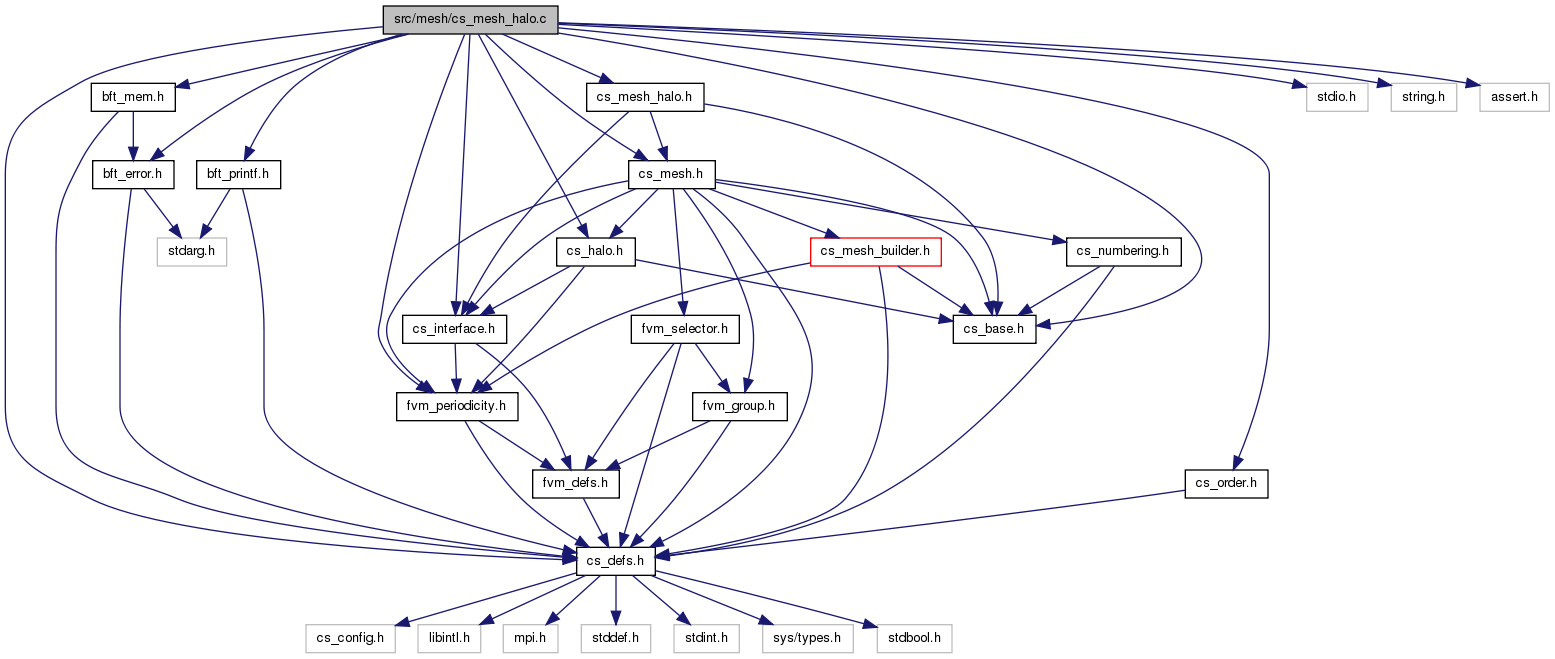 src/mesh/cs_mesh_halo.c
bft_mem.h
cs_mesh_halo.h
stdio.h
string.h
assert.h
bft_error.h
bft_printf.h
cs_mesh.h
stdarg.h
cs_halo.h
cs_mesh_builder.h
cs_numbering.h
cs_interface.h
fvm_selector.h
cs_base.h
fvm_periodicity.h
fvm_group.h
fvm_defs.h
cs_order.h
cs_defs.h
cs_config.h
libintl.h
mpi.h
stddef.h
stdint.h
sys/types.h
stdbool.h